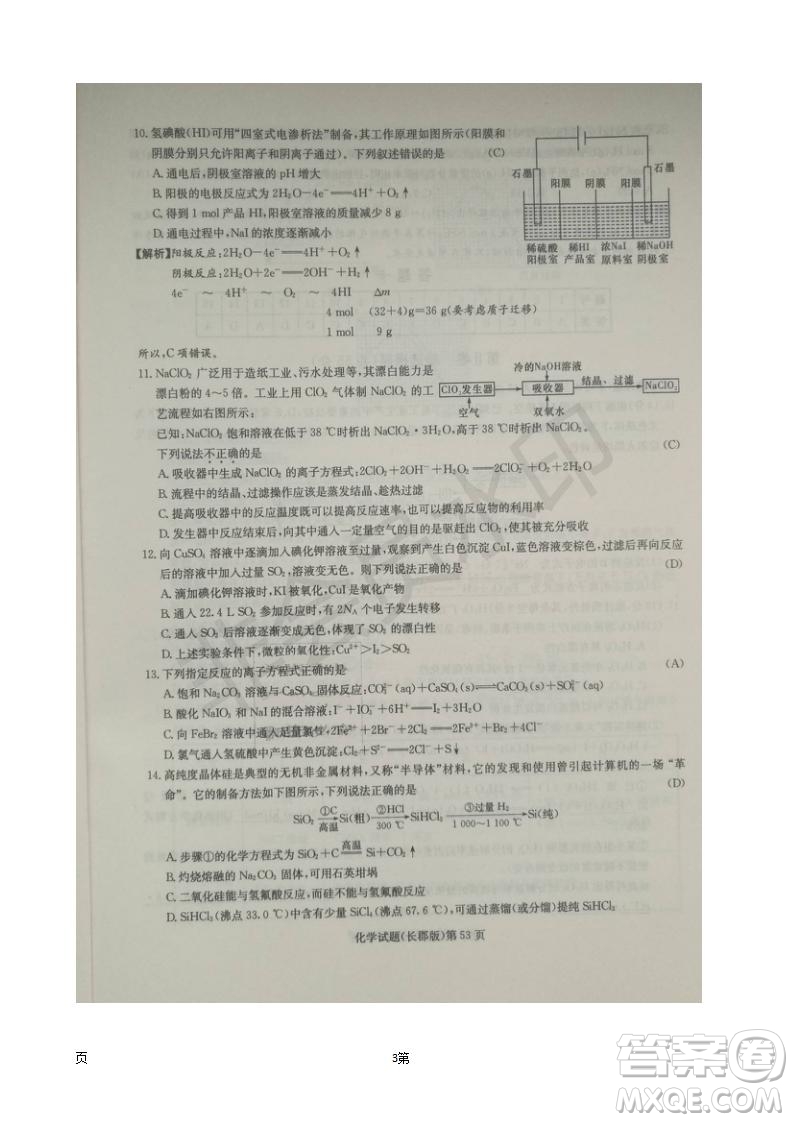 10. 氢碘酸(HI)可用“四室式电渗析法”制备,其工作原理如图所示(阳膜和
阴膜分别只允许阳离子和阴离子通过)。下列叙述错误的是 (C)
A. 通电后,阴极室溶液的 pH 增大
B. 阳极的电极反应式为 2H₂O-4e⁻══4H⁺+O₂↑
C. 得到 1 mol 产品 HI,阳极室溶液的质量减少 8 g
D. 通电过程中,NaI 的浓度逐渐减小
石墨 阳膜 阴膜 阳膜 石墨
稀硫酸 稀HI 浓NaI 稀NaOH
阳极室 产品室 原料室 阴极室
【解析】阳极反应:2H₂O-4e⁻══4H⁺+O₂↑
阴极反应:2H₂O+2e⁻══2OH⁻+H₂↑
4e⁻ ~ 4H⁺ ~ O₂ ~ 4HI Δm
4 mol (32+4)g=36 g(要考虑质子迁移)
1 mol 9 g
所以,C 项错误。
11. NaClO₂ 广泛用于造纸工业、污水处理等,其漂白能力是
漂白粉的 4~5 倍。工业上用 ClO₂ 气体制 NaClO₂ 的工
艺流程如右图所示:
冷的NaOH溶液
ClO₂发生器 吸收器 结晶、过滤 NaClO₂
空气 双氧水
已知:NaClO₂ 饱和溶液在低于 38 ℃时析出 NaClO₂·3H₂O,高于 38 ℃时析出 NaClO₂。
下列说法不正确的是 (C)
A. 吸收器中生成 NaClO₂ 的离子方程式:2ClO₂+2OH⁻+H₂O₂══2ClO₂⁻+O₂+2H₂O
B. 流程中的结晶、过滤操作应该是蒸发结晶、趁热过滤
C. 提高吸收器中的反应温度既可以提高反应速率,也可以提高反应物的利用率
D. 发生器中反应结束后,向其中通入一定量空气的目的是驱赶出 ClO₂,使其被充分吸收
12. 向 CuSO₄ 溶液中逐滴加入碘化钾溶液至过量,观察到产生白色沉淀 CuI,蓝色溶液变棕色,过滤后再向反应
后的溶液中加入过量 SO₂,溶液变无色。则下列说法正确的是 (D)
A. 滴加碘化钾溶液时,KI 被氧化,CuI 是氧化产物
B. 通入 22.4 L SO₂ 参加反应时,有 2Nₐ 个电子发生转移
C. 通入 SO₂ 后溶液逐渐变成无色,体现了 SO₂ 的漂白性
D. 上述实验条件下,微粒的氧化性:Cu²⁺>I₂>SO₂
13. 下列指定反应的离子方程式正确的是 (A)
A. 饱和 Na₂CO₃ 溶液与 CaSO₄ 固体反应:CO₃²⁻(aq)+CaSO₄(s)⇌CaCO₃(s)+SO₄²⁻(aq)
B. 酸化 NaIO₃ 和 NaI 的混合溶液:I⁻+IO₃⁻+6H⁺══I₂+3H₂O
C. 向 FeBr₂ 溶液中通入足量氯气:2Fe²⁺+2Br⁻+2Cl₂══2Fe³⁺+Br₂+4Cl⁻
D. 氯气通入氢硫酸中产生黄色沉淀:Cl₂+S²⁻══2Cl⁻+S↓
14. 高纯度晶体硅是典型的无机非金属材料,又称“半导体”材料,它的发现和使用曾引起计算机的一场“革
命”。它的制备方法如下图所示,下列说法正确的是 (D)
SiO₂ ①C 高温 Si(粗) ②HCl 300 ℃ SiHCl₃ ③过量 H₂ 1 000~1 100 ℃ Si(纯)
A. 步骤①的化学方程式为 SiO₂+C 高温══ Si+CO₂↑
B. 灼烧熔融的 Na₂CO₃ 固体,可用石英坩埚
C. 二氧化硅能与氢氟酸反应,而硅不能与氢氟酸反应
D. SiHCl₃(沸点 33.0 ℃)中含有少量 SiCl₄(沸点 67.6 ℃),可通过蒸馏(或分馏)提纯 SiHCl₃
化学试题(长郡版)第 53 页
页 3第
答案圈
MXQE.COM